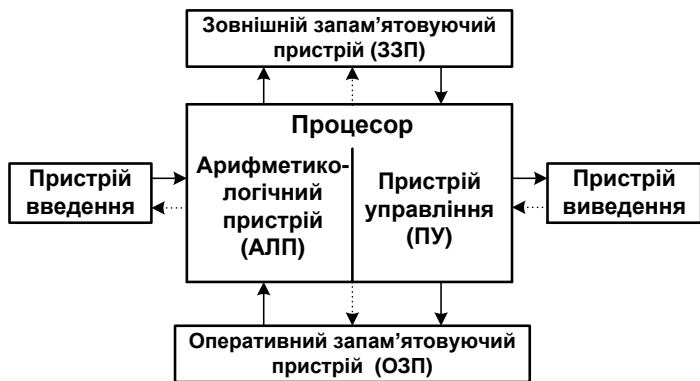 Зовнішній запам’ятовуючий
пристрій (ЗЗП)
Процесор
Пристрій
введення
Арифметико-
логічний
пристрій
(АЛП)
Пристрій
управління
(ПУ)
Пристрій
виведення
Оперативний запам’ятовуючий
пристрій (ОЗП)